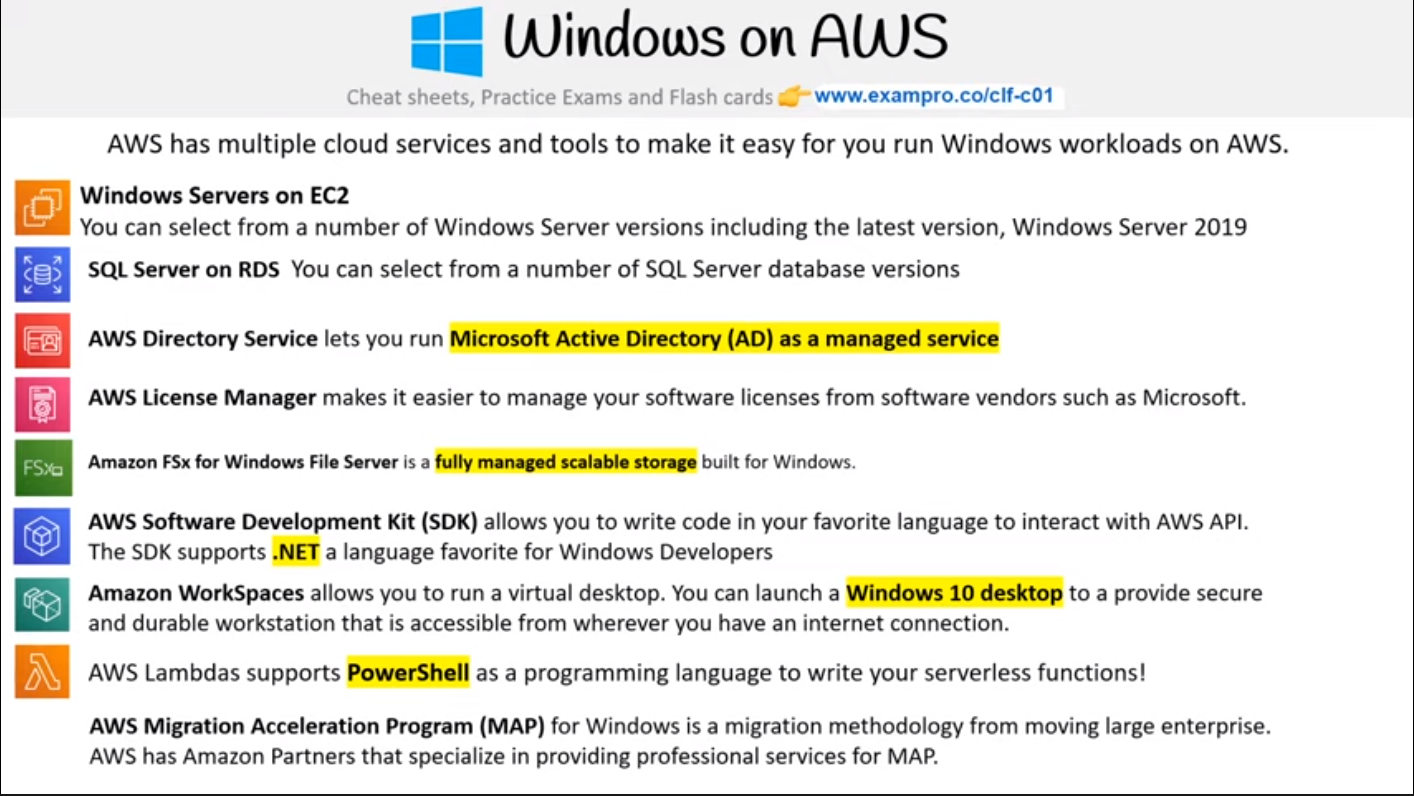 Windows on AWS
Cheat sheets, Practice Exams and Flash cards 👉 www.exampro.co/clf-c01
AWS has multiple cloud services and tools to make it easy for you run Windows workloads on AWS.
Windows Servers on EC2
You can select from a number of Windows Server versions including the latest version, Windows Server 2019
SQL Server on RDS You can select from a number of SQL Server database versions
AWS Directory Service lets you run Microsoft Active Directory (AD) as a managed service
AWS License Manager makes it easier to manage your software licenses from software vendors such as Microsoft.
FSx
Amazon FSx for Windows File Server is a fully managed scalable storage built for Windows.
AWS Software Development Kit (SDK) allows you to write code in your favorite language to interact with AWS API.
The SDK supports .NET a language favorite for Windows Developers
Amazon WorkSpaces allows you to run a virtual desktop. You can launch a Windows 10 desktop to a provide secure
and durable workstation that is accessible from wherever you have an internet connection.
AWS Lambdas supports PowerShell as a programming language to write your serverless functions!
AWS Migration Acceleration Program (MAP) for Windows is a migration methodology from moving large enterprise.
AWS has Amazon Partners that specialize in providing professional services for MAP.